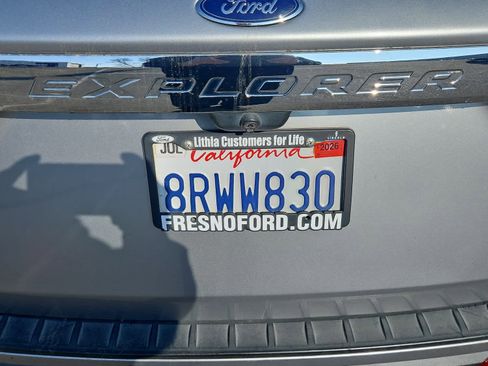 Ford
EXPLORER
Ford Lithia Customers for Life
JUL California 2026
8RWW830
FRESNOFORD.COM